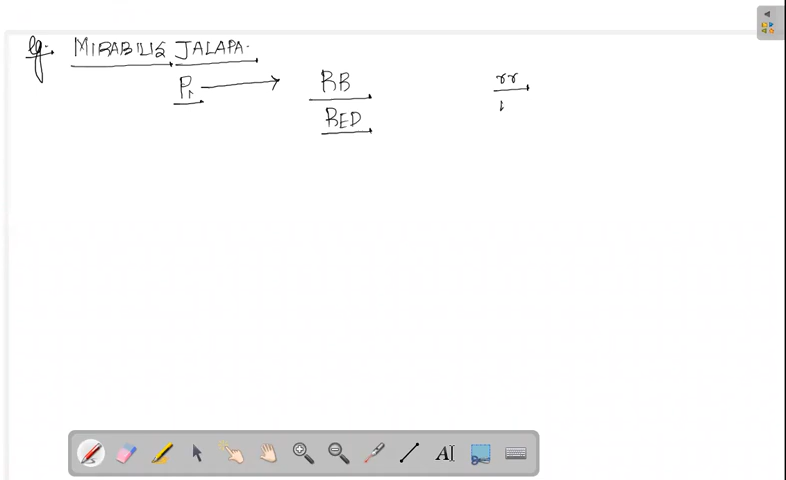 eg. MIRABILIS JALAPA.
P₁ → RR rr
RED